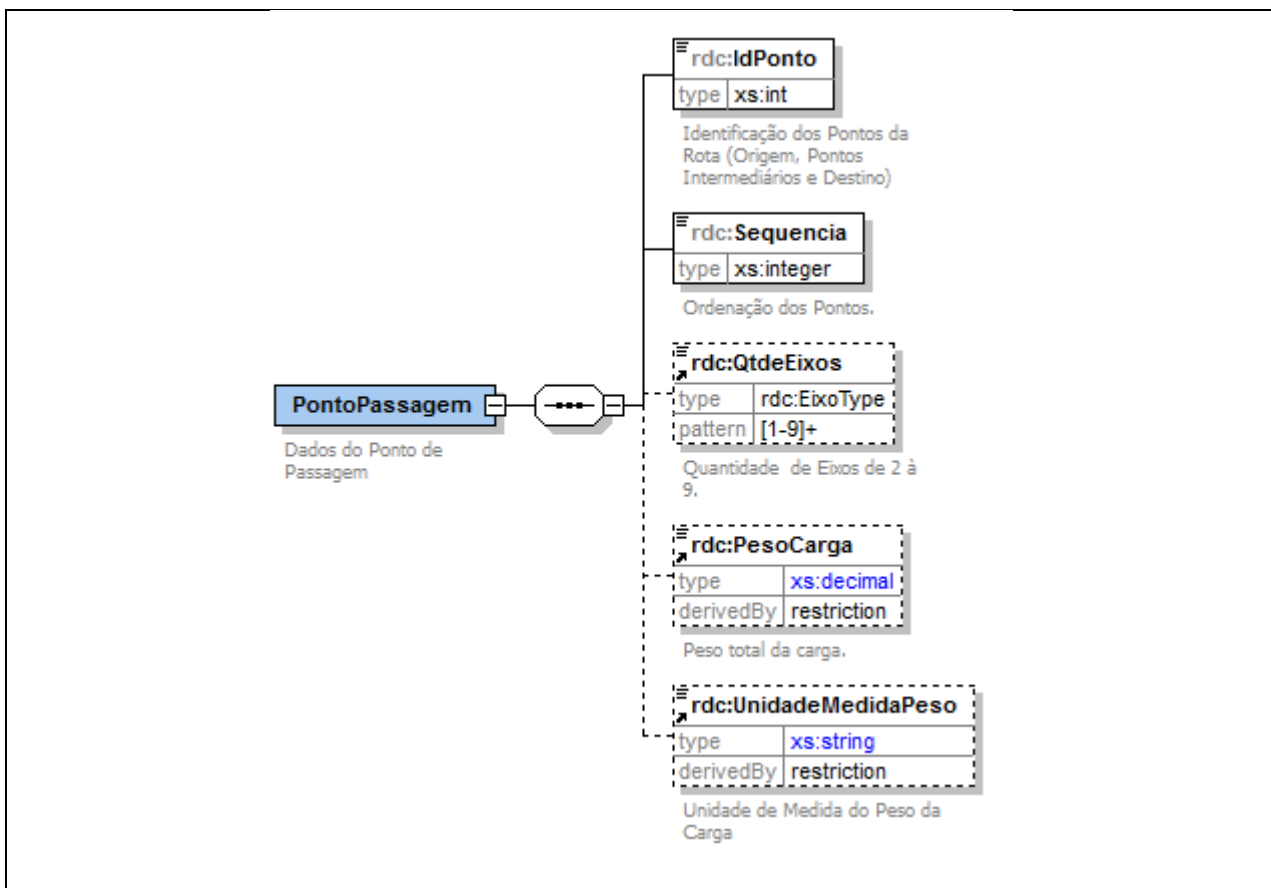 rdc:IdPonto
type xs:int
Identificação dos Pontos da
Rota (Origem, Pontos
Intermediários e Destino)
rdc:Sequencia
type xs:integer
Ordenação dos Pontos.
rdc:QtdeEixos
type rdc:EixoType
pattern [1-9]+
Quantidade de Eixos de 2 à
9.
PontoPassagem
Dados do Ponto de
Passagem
rdc:PesoCarga
type xs:decimal
derivedBy restriction
Peso total da carga.
rdc:UnidadeMedidaPeso
type xs:string
derivedBy restriction
Unidade de Medida do Peso da
Carga